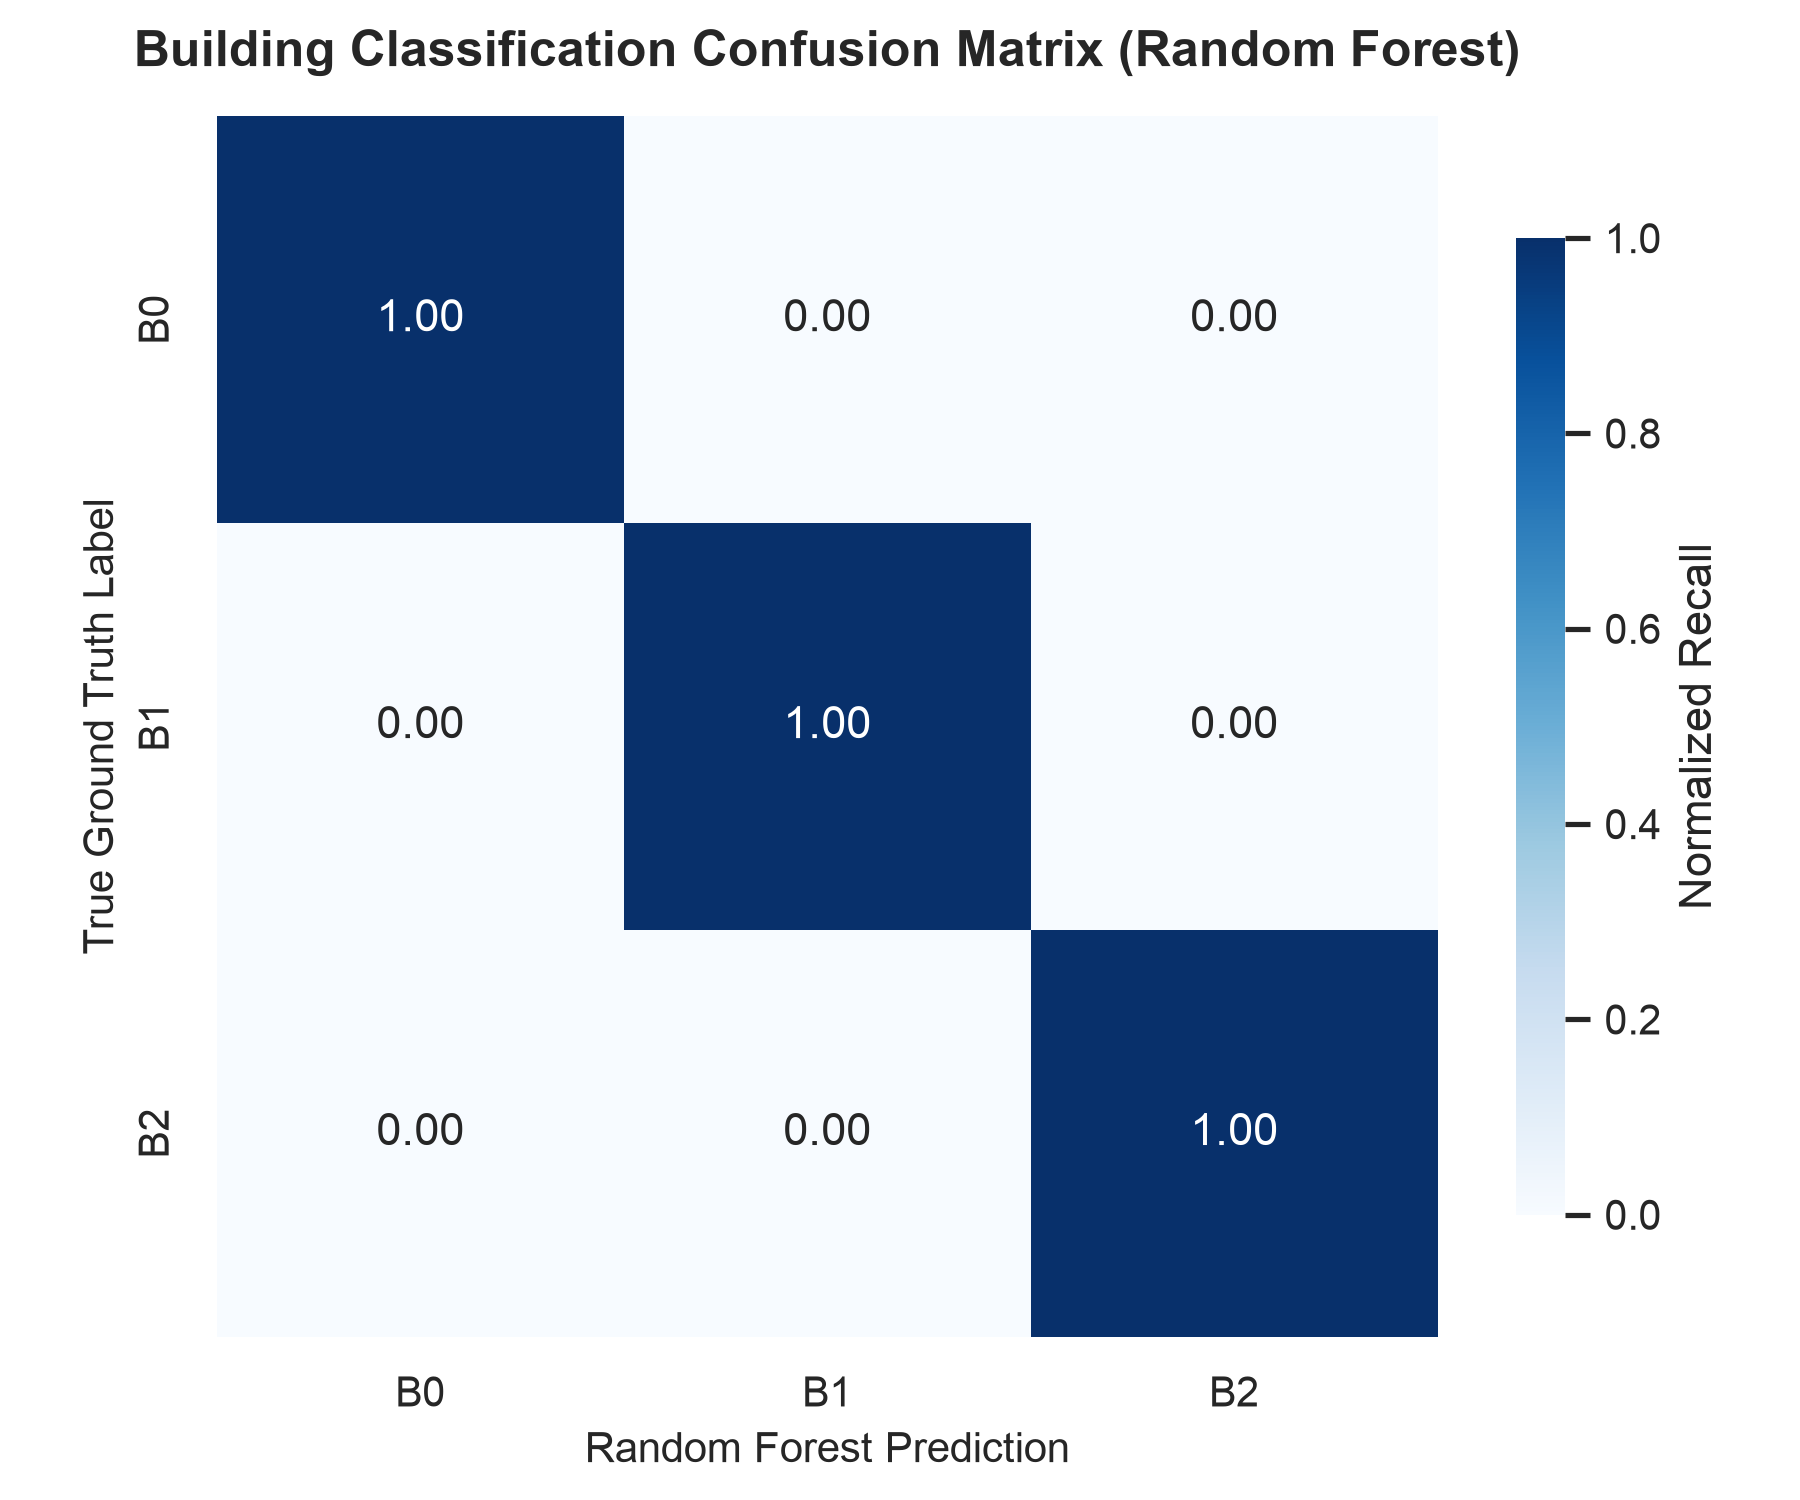 Building Classification Confusion Matrix (Random Forest)
True Ground Truth Label
B0
1.00 0.00 0.00
B1
0.00 1.00 0.00
B2
0.00 0.00 1.00
B0 B1 B2
Random Forest Prediction
1.0
0.8
0.6
0.4
0.2
0.0
Normalized Recall